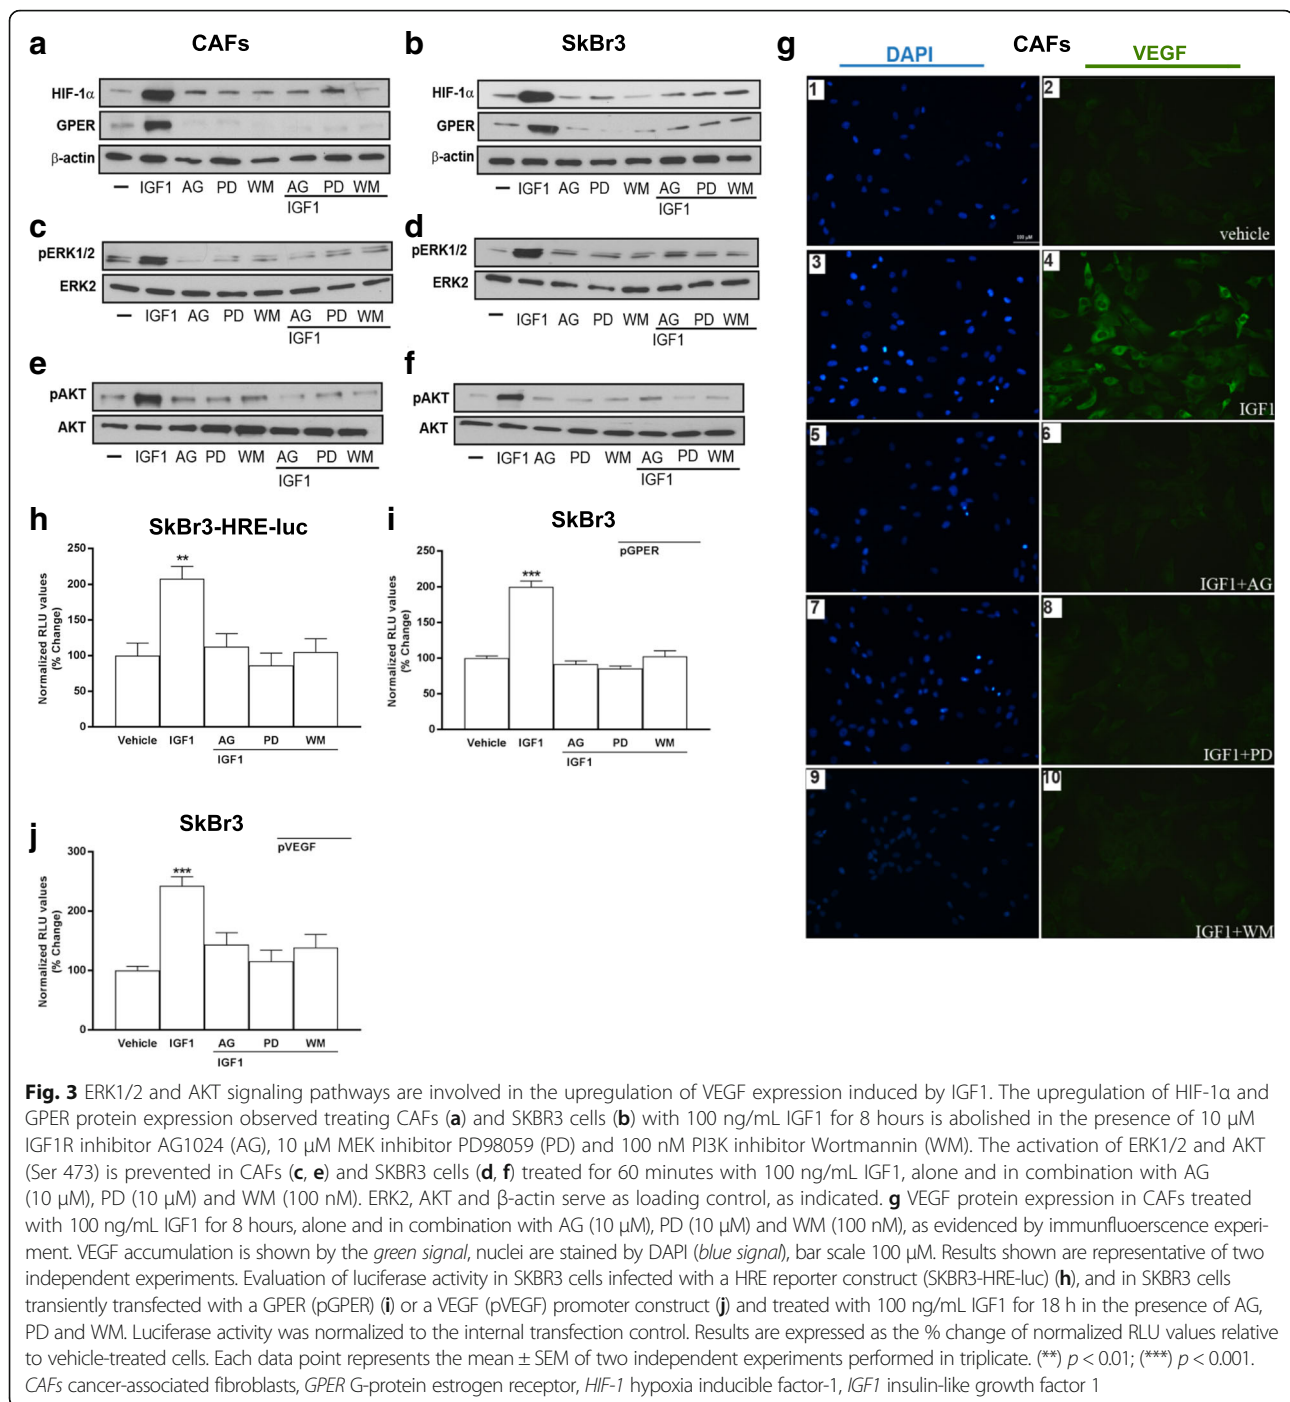 a CAFs
HIF-1α
GPER
β-actin
– IGF1 AG PD WM AG PD WM
IGF1
b SkBr3
HIF-1α
GPER
β-actin
– IGF1 AG PD WM AG PD WM
IGF1
c
pERK1/2
ERK2
– IGF1 AG PD WM AG PD WM
IGF1
d
pERK1/2
ERK2
– IGF1 AG PD WM AG PD WM
IGF1
e
pAKT
AKT
– IGF1 AG PD WM AG PD WM
IGF1
f
pAKT
AKT
– IGF1 AG PD WM AG PD WM
IGF1
g CAFs
DAPI VEGF
1 2
100 µM
vehicle
3 4
IGF1
5 6
IGF1+AG
7 8
IGF1+PD
9 10
IGF1+WM
h SkBr3-HRE-luc
Normalized RLU values
(% Change)
250
200
150
100
50
0
**
Vehicle IGF1 AG PD WM
IGF1
i SkBr3
pGPER
Normalized RLU values
(% Change)
250
200
150
100
50
0
***
Vehicle IGF1 AG PD WM
IGF1
j SkBr3
pVEGF
Normalized RLU values
(% Change)
300
200
100
0
***
Vehicle IGF1 AG PD WM
IGF1
Fig. 3 ERK1/2 and AKT signaling pathways are involved in the upregulation of VEGF expression induced by IGF1. The upregulation of HIF-1α and
GPER protein expression observed treating CAFs (a) and SKBR3 cells (b) with 100 ng/mL IGF1 for 8 hours is abolished in the presence of 10 µM
IGF1R inhibitor AG1024 (AG), 10 µM MEK inhibitor PD98059 (PD) and 100 nM PI3K inhibitor Wortmannin (WM). The activation of ERK1/2 and AKT
(Ser 473) is prevented in CAFs (c, e) and SKBR3 cells (d, f) treated for 60 minutes with 100 ng/mL IGF1, alone and in combination with AG
(10 µM), PD (10 µM) and WM (100 nM). ERK2, AKT and β-actin serve as loading control, as indicated. g VEGF protein expression in CAFs treated
with 100 ng/mL IGF1 for 8 hours, alone and in combination with AG (10 µM), PD (10 µM) and WM (100 nM), as evidenced by immunfluoerscence experi-
ment. VEGF accumulation is shown by the green signal, nuclei are stained by DAPI (blue signal), bar scale 100 µM. Results shown are representative of two
independent experiments. Evaluation of luciferase activity in SKBR3 cells infected with a HRE reporter construct (SKBR3-HRE-luc) (h), and in SKBR3 cells
transiently transfected with a GPER (pGPER) (i) or a VEGF (pVEGF) promoter construct (j) and treated with 100 ng/mL IGF1 for 18 h in the presence of AG,
PD and WM. Luciferase activity was normalized to the internal transfection control. Results are expressed as the % change of normalized RLU values relative
to vehicle-treated cells. Each data point represents the mean ± SEM of two independent experiments performed in triplicate. (**) p < 0.01; (***) p < 0.001.
CAFs cancer-associated fibroblasts, GPER G-protein estrogen receptor, HIF-1 hypoxia inducible factor-1, IGF1 insulin-like growth factor 1